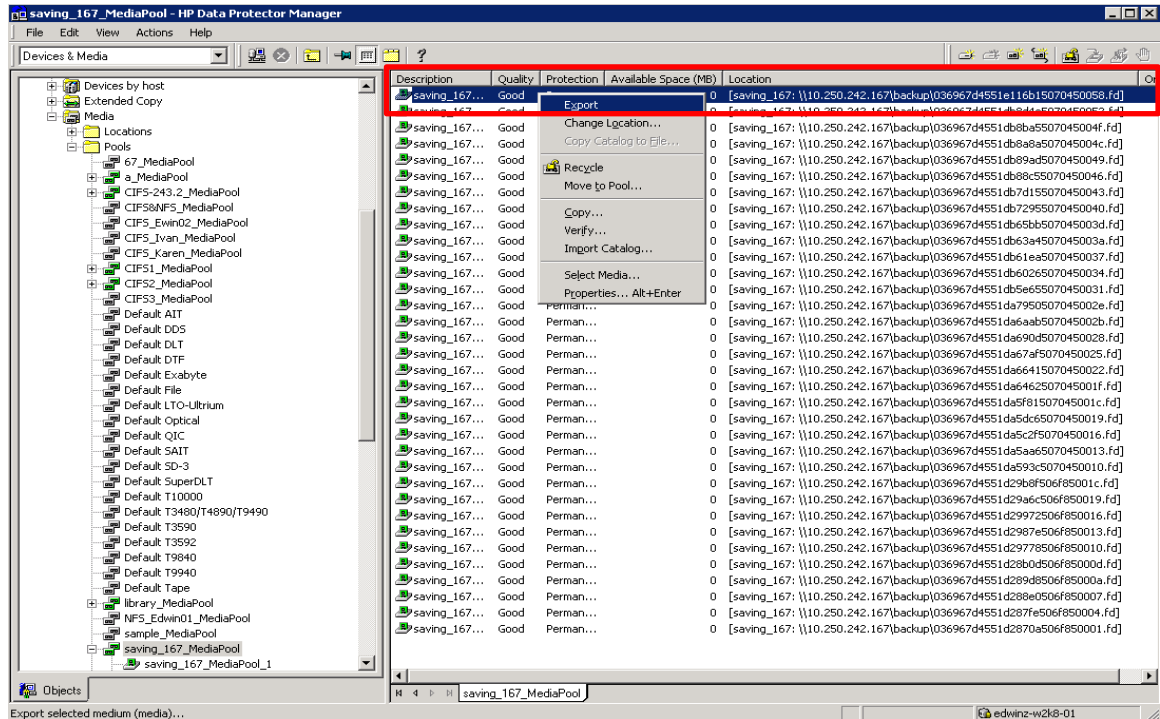 saving_167_MediaPool - HP Data Protector Manager
File Edit View Actions Help
Devices & Media
Devices by host
Extended Copy
Media
Locations
Pools
67_MediaPool
a_MediaPool
CIFS-243.2_MediaPool
CIFS&NFS_MediaPool
CIFS_Ewin02_MediaPool
CIFS_Ivan_MediaPool
CIFS_Karen_MediaPool
CIFS1_MediaPool
CIFS2_MediaPool
CIFS3_MediaPool
Default AIT
Default DDS
Default DLT
Default DTF
Default Exabyte
Default File
Default LTO-Ultrium
Default Optical
Default QIC
Default SAIT
Default SD-3
Default SuperDLT
Default T10000
Default T3480/T4890/T9490
Default T3590
Default T3592
Default T9840
Default T9940
Default Tape
library_MediaPool
NFS_Edwin01_MediaPool
sample_MediaPool
saving_167_MediaPool
saving_167_MediaPool_1
Objects
Description Quality Protection Available Space (MB) Location Or
saving_167... Good 0 [saving_167: \\10.250.242.167\backup\036967d4551e116b15070450058.fd]
saving_167... Good 0
saving_167... Good 0 [saving_167: \\10.250.242.167\backup\036967d4551db8ba5507045004f.fd]
saving_167... Good 0 [saving_167: \\10.250.242.167\backup\036967d4551db8a8a507045004c.fd]
saving_167... Good 0 [saving_167: \\10.250.242.167\backup\036967d4551db89ad5070450049.fd]
saving_167... Good 0 [saving_167: \\10.250.242.167\backup\036967d4551db88c55070450046.fd]
saving_167... Good 0 [saving_167: \\10.250.242.167\backup\036967d4551db7d155070450043.fd]
saving_167... Good 0 [saving_167: \\10.250.242.167\backup\036967d4551db72955070450040.fd]
saving_167... Good 0 [saving_167: \\10.250.242.167\backup\036967d4551db65bb507045003d.fd]
saving_167... Good 0 [saving_167: \\10.250.242.167\backup\036967d4551db63a4507045003a.fd]
saving_167... Good 0 [saving_167: \\10.250.242.167\backup\036967d4551db61ea5070450037.fd]
saving_167... Good 0 [saving_167: \\10.250.242.167\backup\036967d4551db60265070450034.fd]
saving_167... Good 0 [saving_167: \\10.250.242.167\backup\036967d4551db5e655070450031.fd]
saving_167... Good Perman... 0 [saving_167: \\10.250.242.167\backup\036967d4551da7950507045002e.fd]
saving_167... Good Perman... 0 [saving_167: \\10.250.242.167\backup\036967d4551da6aab507045002b.fd]
saving_167... Good Perman... 0 [saving_167: \\10.250.242.167\backup\036967d4551da690d5070450028.fd]
saving_167... Good Perman... 0 [saving_167: \\10.250.242.167\backup\036967d4551da67af5070450025.fd]
saving_167... Good Perman... 0 [saving_167: \\10.250.242.167\backup\036967d4551da66415070450022.fd]
saving_167... Good Perman... 0 [saving_167: \\10.250.242.167\backup\036967d4551da6462507045001f.fd]
saving_167... Good Perman... 0 [saving_167: \\10.250.242.167\backup\036967d4551da5f81507045001c.fd]
saving_167... Good Perman... 0 [saving_167: \\10.250.242.167\backup\036967d4551da5dc65070450019.fd]
saving_167... Good Perman... 0 [saving_167: \\10.250.242.167\backup\036967d4551da5c2f5070450016.fd]
saving_167... Good Perman... 0 [saving_167: \\10.250.242.167\backup\036967d4551da5aa65070450013.fd]
saving_167... Good Perman... 0 [saving_167: \\10.250.242.167\backup\036967d4551da593c5070450010.fd]
saving_167... Good Perman... 0 [saving_167: \\10.250.242.167\backup\036967d4551d29b8f506f85001c.fd]
saving_167... Good Perman... 0 [saving_167: \\10.250.242.167\backup\036967d4551d29a6c506f850019.fd]
saving_167... Good Perman... 0 [saving_167: \\10.250.242.167\backup\036967d4551d29972506f850016.fd]
saving_167... Good Perman... 0 [saving_167: \\10.250.242.167\backup\036967d4551d2987e506f850013.fd]
saving_167... Good Perman... 0 [saving_167: \\10.250.242.167\backup\036967d4551d29778506f850010.fd]
saving_167... Good Perman... 0 [saving_167: \\10.250.242.167\backup\036967d4551d28b0d506f85000d.fd]
saving_167... Good Perman... 0 [saving_167: \\10.250.242.167\backup\036967d4551d289d8506f85000a.fd]
saving_167... Good Perman... 0 [saving_167: \\10.250.242.167\backup\036967d4551d288e0506f850007.fd]
saving_167... Good Perman... 0 [saving_167: \\10.250.242.167\backup\036967d4551d287fe506f850004.fd]
saving_167... Good Perman... 0 [saving_167: \\10.250.242.167\backup\036967d4551d2870a506f850001.fd]
Export
Change Location...
Copy Catalog to File...
Recycle
Move to Pool...
Copy...
Verify...
Import Catalog...
Select Media...
Properties... Alt+Enter
saving_167_MediaPool
Export selected medium (media)...
edwinz-w2k8-01